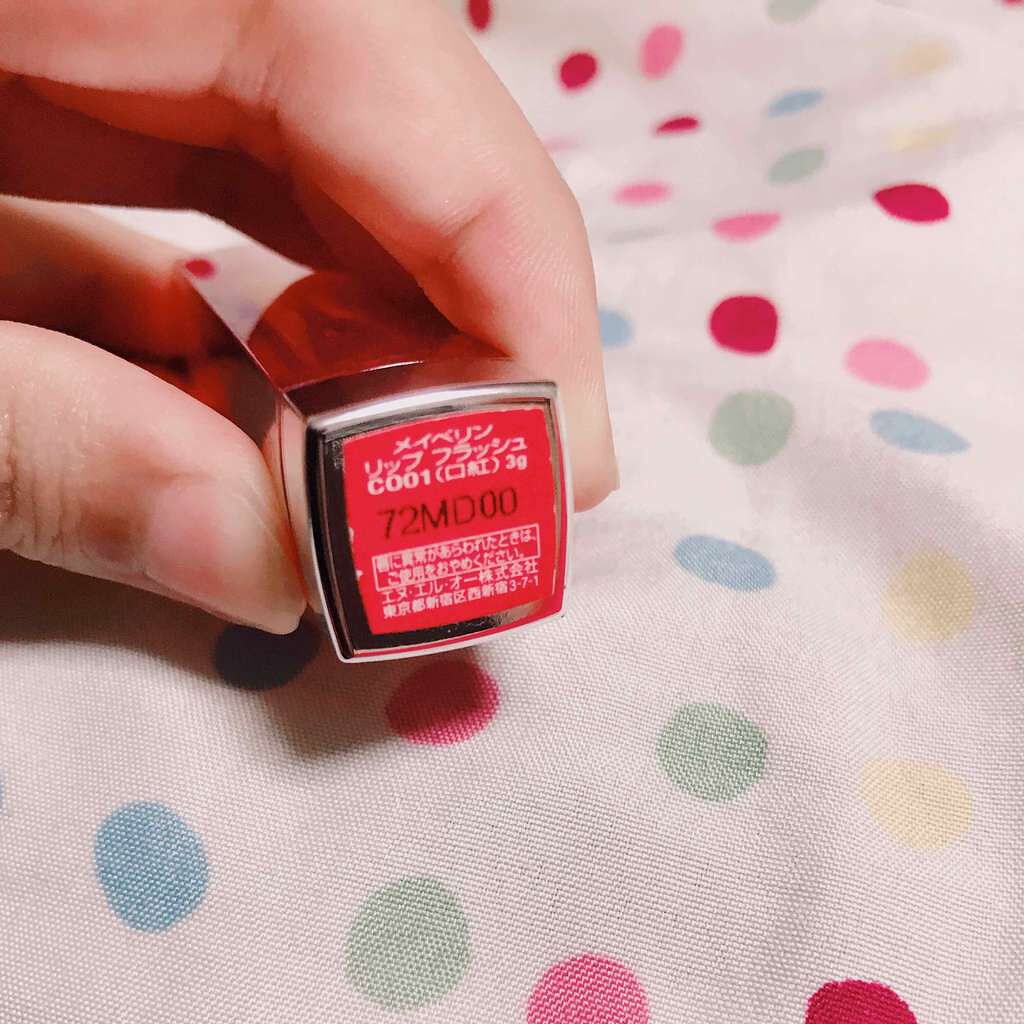 メイベリン
リップ フラッシュ
CO01(口紅) 3g
72MD00
唇に異常があらわれたときは、
ご使用をおやめください。
エヌ・エル・オー株式会社
東京都新宿区西新宿3-7-1